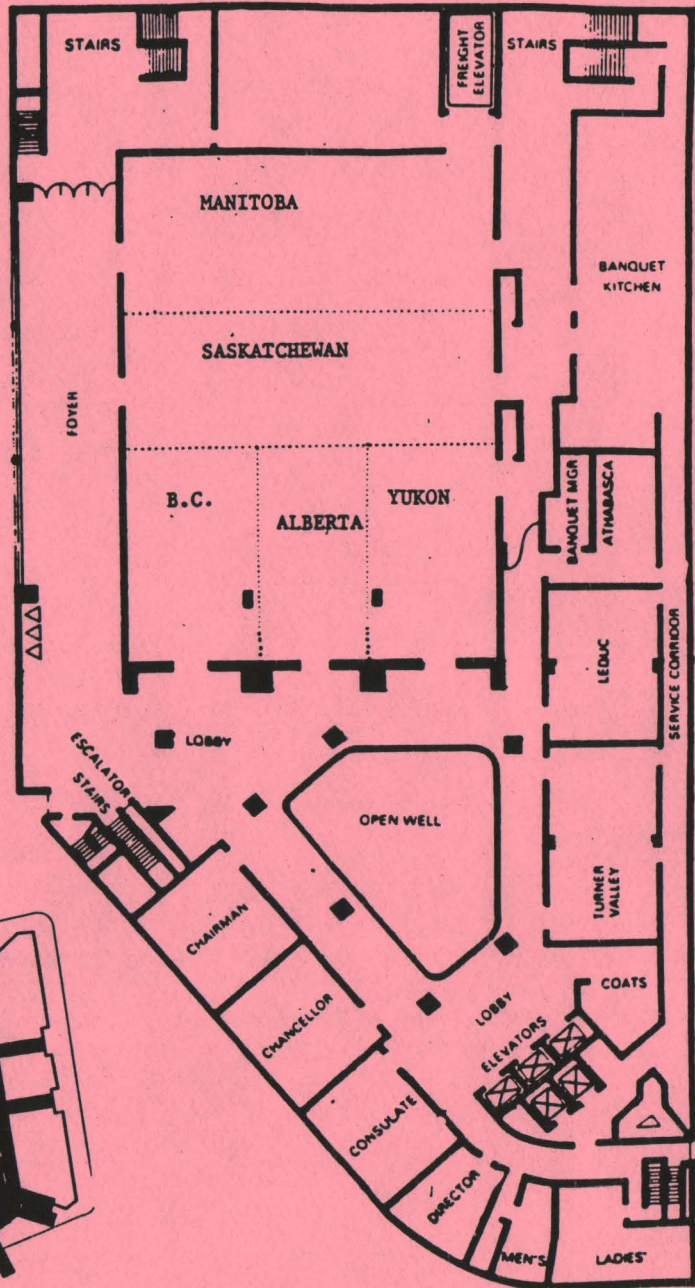 STAIRS
FREIGHT
ELEVATOR
STAIRS
MANITOBA
BANQUET
KITCHEN
SASKATCHEWAN
FOYER
B.C.
ALBERTA
YUKON
BANQUET MGR
ATHABASCA
LEDUC
SERVICE CORRIDOR
LOBBY
ESCALATOR
STAIRS
OPEN WELL
TURNER
VALLEY
CHAIRMAN
COATS
CHANCELLOR
LOBBY
ELEVATORS
CONSULATE
DIRECTOR
MEN'S
LADIES'